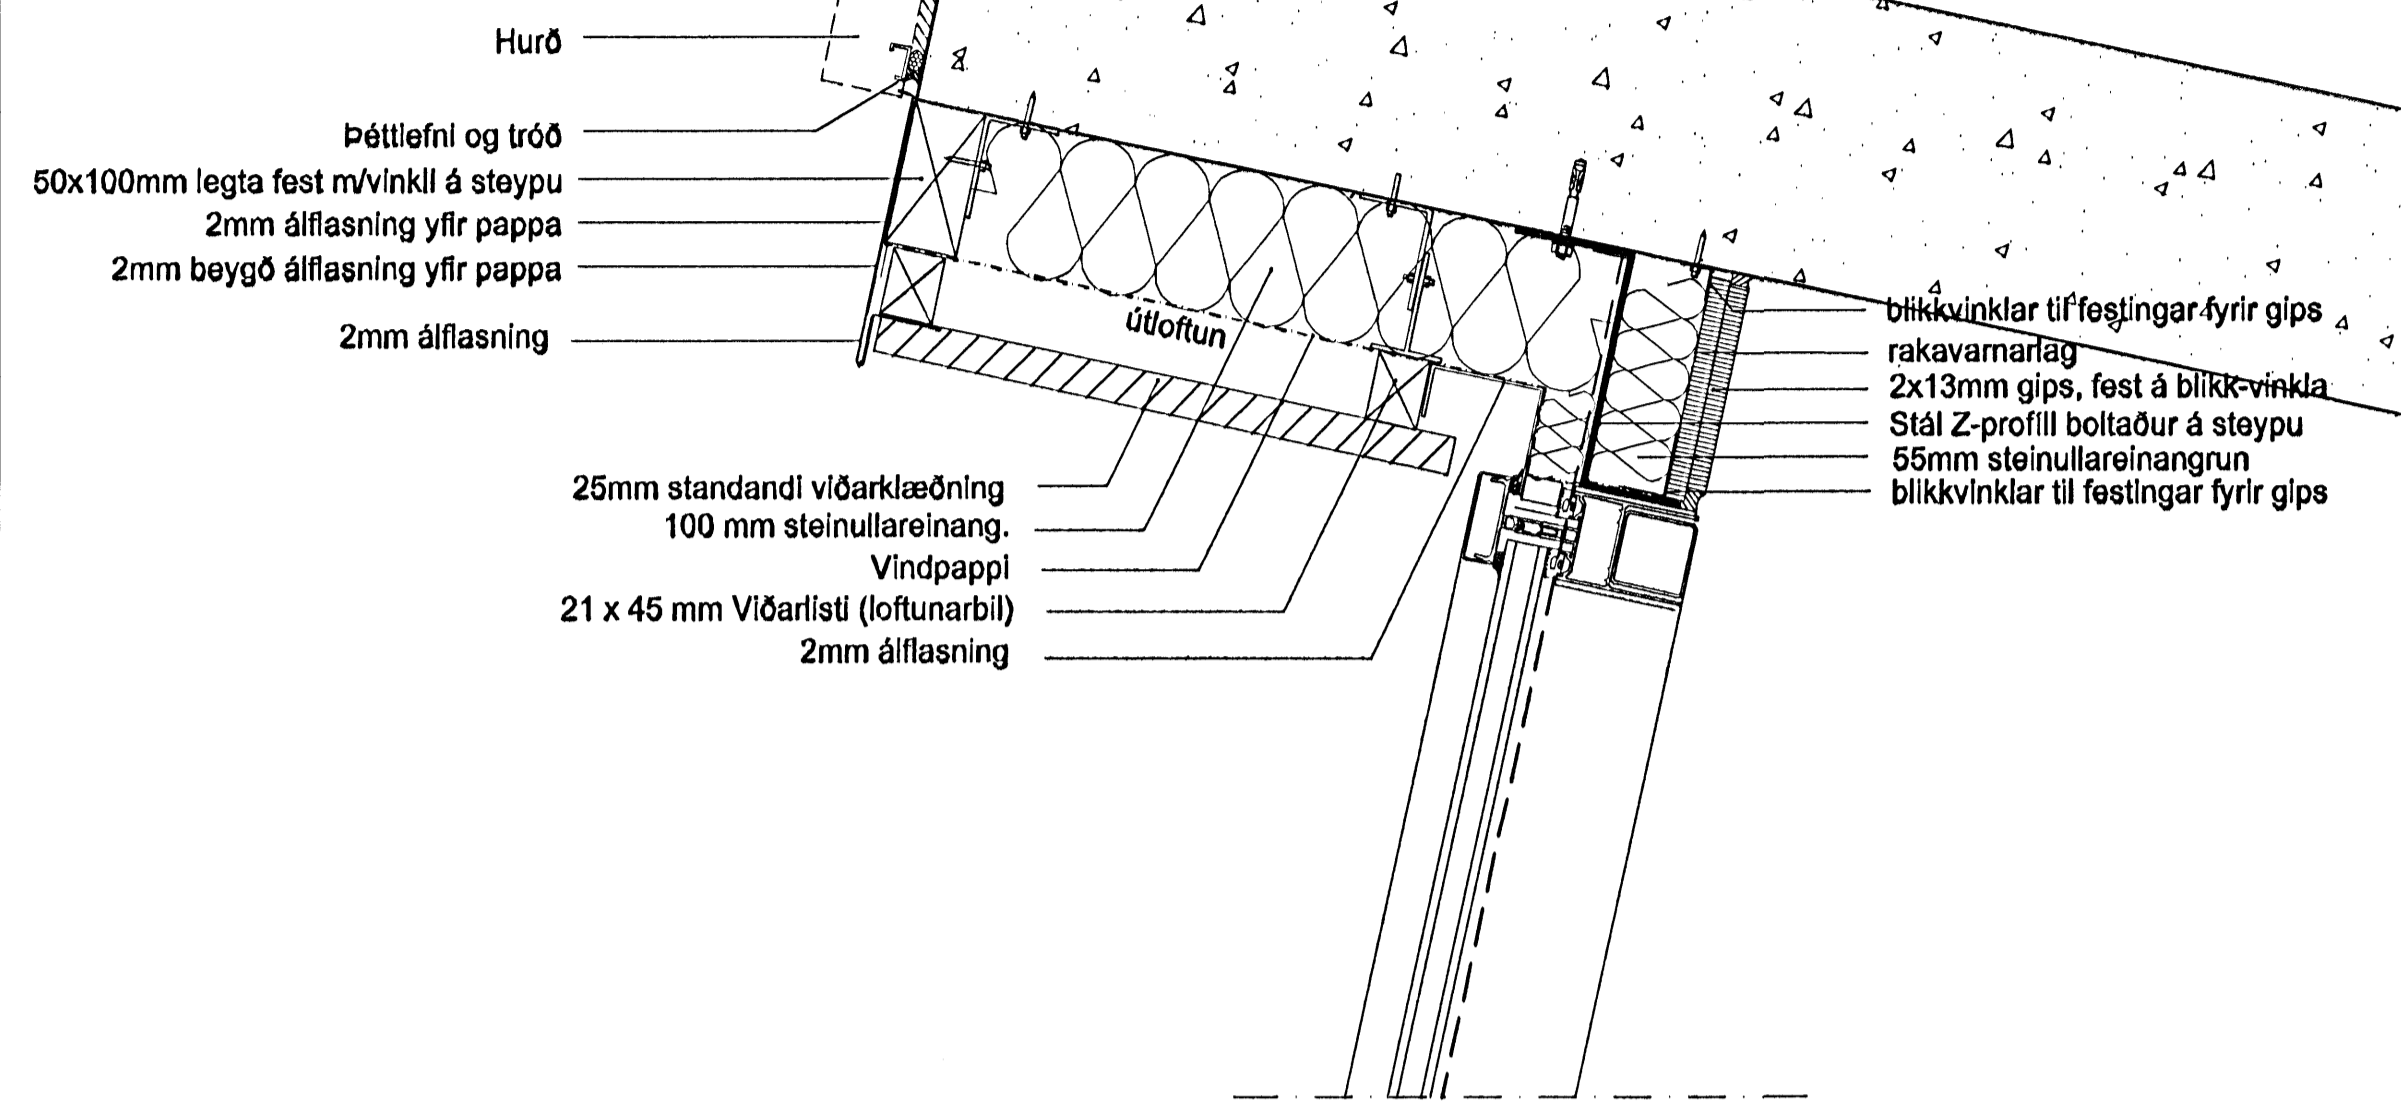 Hurð
Þéttiefni og tróð
50x100mm legta fest m/vinkli á steypu
2mm álflasning yfir pappa
2mm beygð álflasning yfir pappa
2mm álflasning
útloftun
25mm standandi viðarklæðning
100 mm steinullareinang.
Vindpappi
21 x 45 mm Viðarlisti (loftunarbil)
2mm álflasning
blikkvinklar til festingar fyrir gips
rakavarnarlag
2x13mm gips, fest á blikk-vinkla
Stál Z-profíll boltaður á steypu
55mm steinullareinangrun
blikkvinklar til festingar fyrir gips